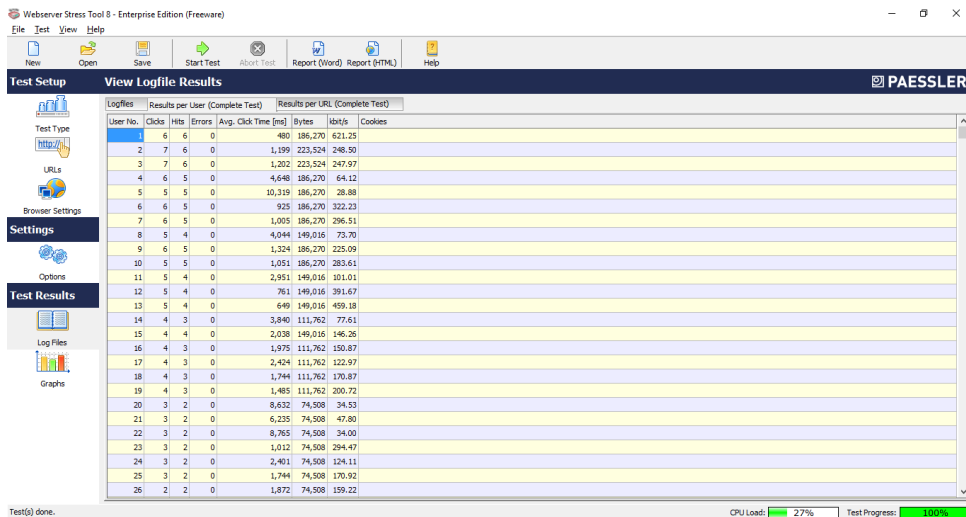 Webserver Stress Tool 8 - Enterprise Edition (Freeware)
File Test View Help
New Open Save Start Test Abort Test Report (Word) Report (HTML) Help
Test Setup
View Logfile Results
PAESSLER
Test Type
http://
URLs
Browser Settings
Settings
Options
Test Results
Log Files
Graphs
Logfiles Results per User (Complete Test) Results per URL (Complete Test)
User No. Clicks Hits Errors Avg. Click Time [ms] Bytes kbit/s Cookies
1 6 6 0 480 186,270 621.25
2 7 6 0 1,199 223,524 248.50
3 7 6 0 1,202 223,524 247.97
4 6 5 0 4,648 186,270 64.12
5 5 5 0 10,319 186,270 28.88
6 6 5 0 925 186,270 322.23
7 6 5 0 1,005 186,270 296.51
8 5 4 0 4,044 149,016 73.70
9 6 5 0 1,324 186,270 225.09
10 5 5 0 1,051 186,270 283.61
11 5 4 0 2,951 149,016 101.01
12 5 4 0 761 149,016 391.67
13 5 4 0 649 149,016 459.18
14 4 3 0 3,840 111,762 77.61
15 4 4 0 2,038 149,016 146.26
16 4 3 0 1,975 111,762 150.87
17 4 3 0 2,424 111,762 122.97
18 4 3 0 1,744 111,762 170.87
19 4 3 0 1,485 111,762 200.72
20 3 2 0 8,632 74,508 34.53
21 3 2 0 6,235 74,508 47.80
22 3 2 0 8,765 74,508 34.00
23 3 2 0 1,012 74,508 294.47
24 3 2 0 2,401 74,508 124.11
25 3 2 0 1,744 74,508 170.92
26 2 2 0 1,872 74,508 159.22
Test(s) done.
CPU Load: 27% Test Progress: 100%